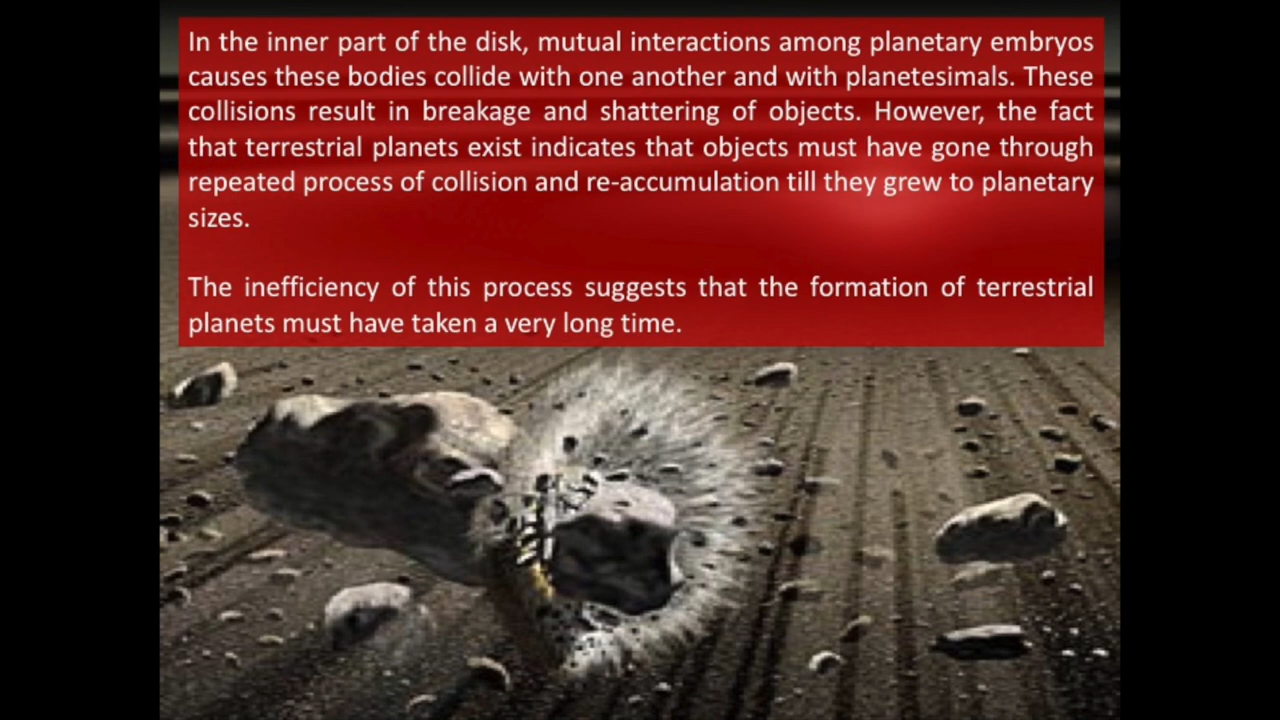 In the inner part of the disk, mutual interactions among planetary embryos
causes these bodies collide with one another and with planetesimals. These
collisions result in breakage and shattering of objects. However, the fact
that terrestrial planets exist indicates that objects must have gone through
repeated process of collision and re-accumulation till they grew to planetary
sizes.
The inefficiency of this process suggests that the formation of terrestrial
planets must have taken a very long time.